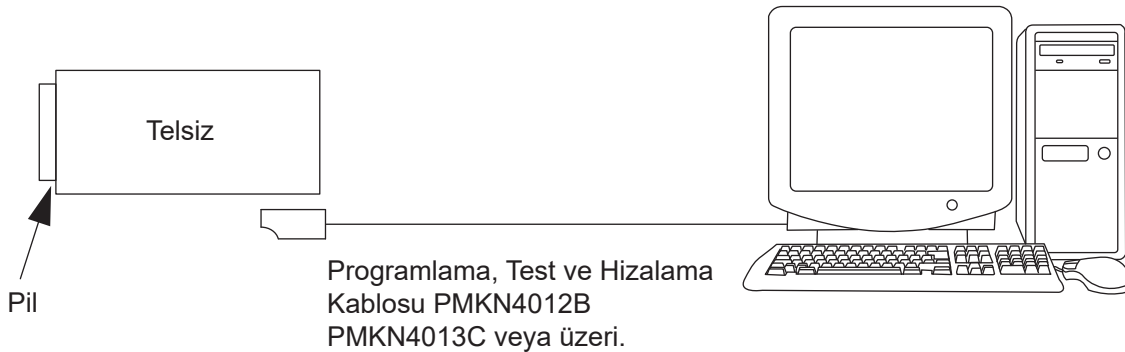 Telsiz
Pil
Programlama, Test ve Hizalama
Kablosu PMKN4012B
PMKN4013C veya üzeri.